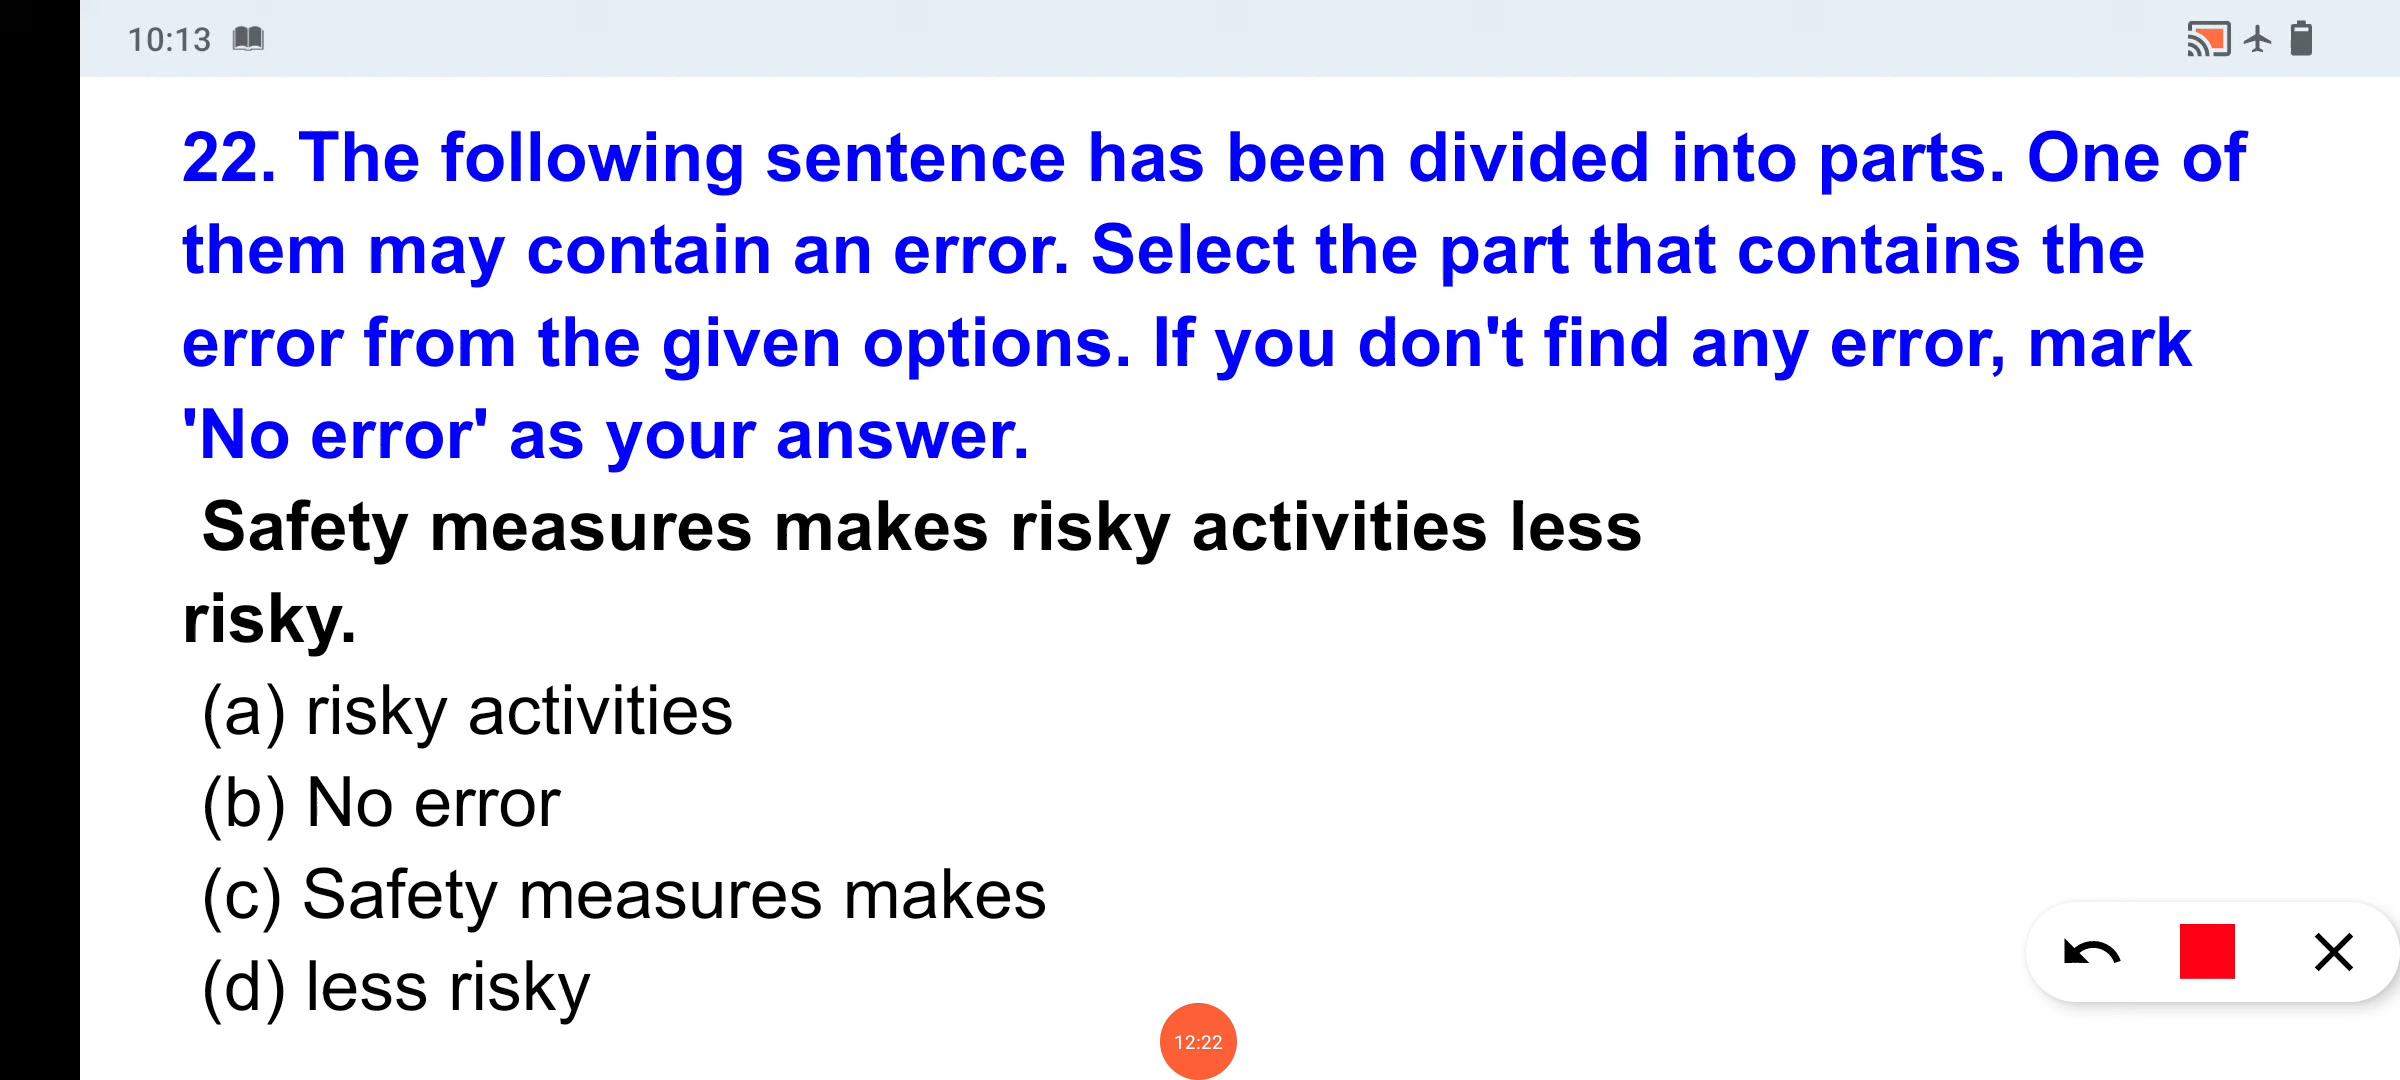 10:13
22. The following sentence has been divided into parts. One of
them may contain an error. Select the part that contains the
error from the given options. If you don't find any error, mark
'No error' as your answer.
Safety measures makes risky activities less
risky.
(a) risky activities
(b) No error
(c) Safety measures makes
(d) less risky
12:22